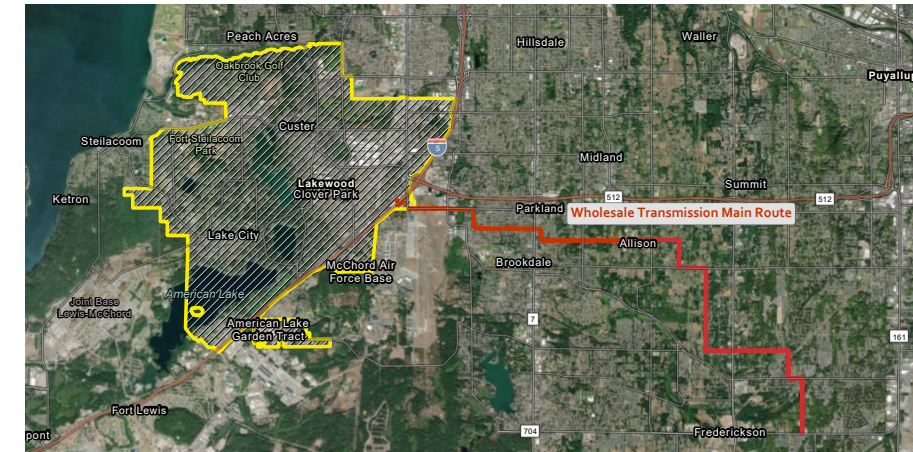 Peach Acres
Hillsdale
Waller
Oakbrook Golf
Club
Puyallup
Custer
Steilacoom
Fort Steilacoom
Park
5
Midland
Lakewood
Clover Park
Summit
Ketron
512
512
Parkland
Wholesale Transmission Main Route
Lake City
Allison
McChord Air
Force Base
Brookdale
American Lake
Joint Base
Lewis-McChord
American Lake
Garden Tract
7
161
Fort Lewis
pont
704
Frederickson